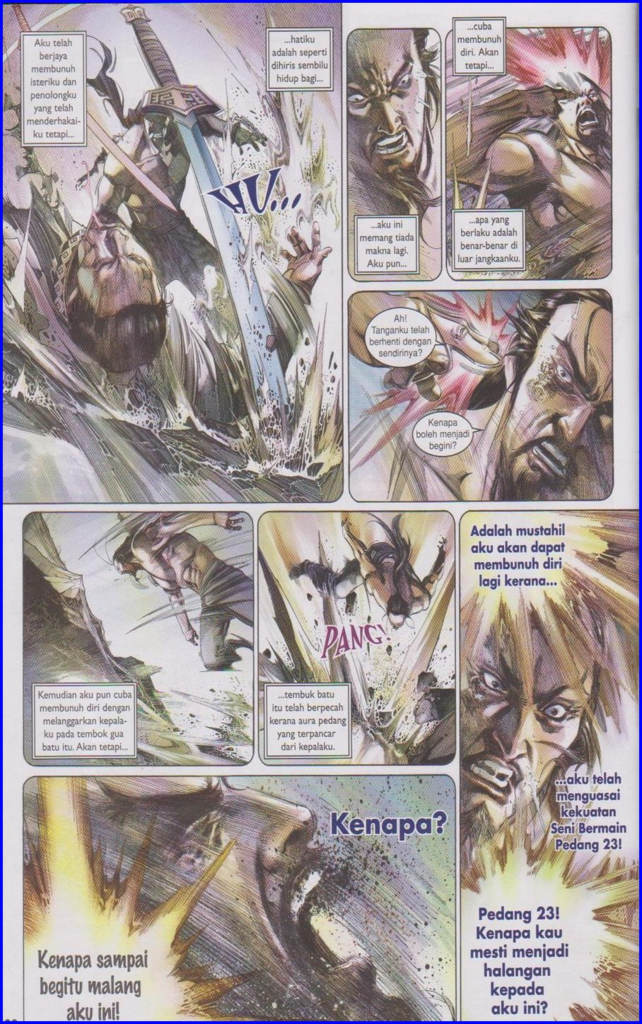 Aku telah
berjaya
membunuh
isteriku dan
penolongku
yang telah
menderhakai-
ku tetapi...
...hatiku
adalah seperti
dihiris sembilu
hidup bagi...
HU...
...aku ini
memang tiada
makna lagi.
Aku pun...
...cuba
membunuh
diri. Akan
tetapi...
...apa yang
berlaku adalah
benar-benar di
luar jangkaanku.
Ah!
Tanganku telah
berhenti dengan
sendirinya?
Kenapa
boleh menjadi
begini?
Kemudian aku pun cuba
membunuh diri dengan
melanggarkan kepala-
ku pada tembok gua
batu itu. Akan tetapi...
PANG!
...tembuk batu
itu telah berpecah
kerana aura pedang
yang terpancar
dari kepalaku.
Adalah mustahil
aku akan dapat
membunuh diri
lagi kerana...
...aku telah
menguasai
kekuatan
Seni Bermain
Pedang 23!
Kenapa?
Kenapa sampai
begitu malang
aku ini!
Pedang 23!
Kenapa kau
mesti menjadi
halangan
kepada
aku ini?